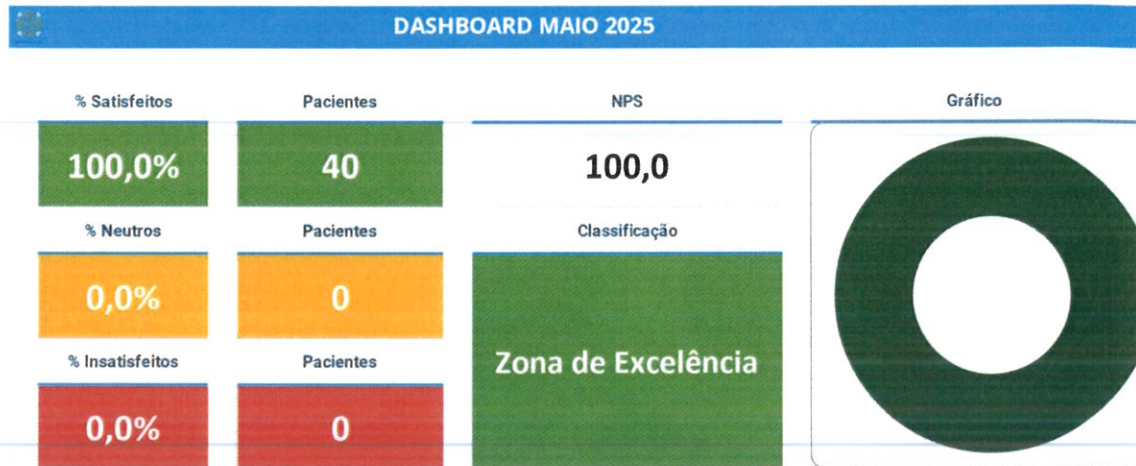 DASHBOARD MAIO 2025
% Satisfeitos Pacientes NPS Gráfico
100,0% 40 100,0
% Neutros Pacientes Classificação
0,0% 0
% Insatisfeitos Pacientes
Zona de Excelência
0,0% 0